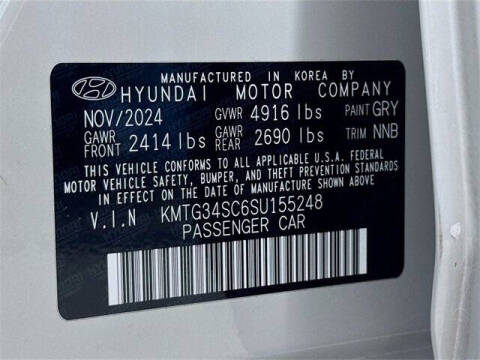 MANUFACTURED IN KOREA BY
HYUNDAI MOTOR COMPANY
NOV/2024 GVWR 4916 lbs PAINT GRY
GAWR FRONT 2414 lbs GAWR REAR 2690 lbs TRIM NNB
THIS VEHICLE CONFORMS TO ALL APPLICABLE U.S.A. FEDERAL
MOTOR VEHICLE SAFETY, BUMPER, AND THEFT PREVENTION
STANDARDS IN EFFECT ON THE DATE OF MANUFACTURE SHOWN ABOVE.
V.I.N KMTG34SC6SU155248
PASSENGER CAR